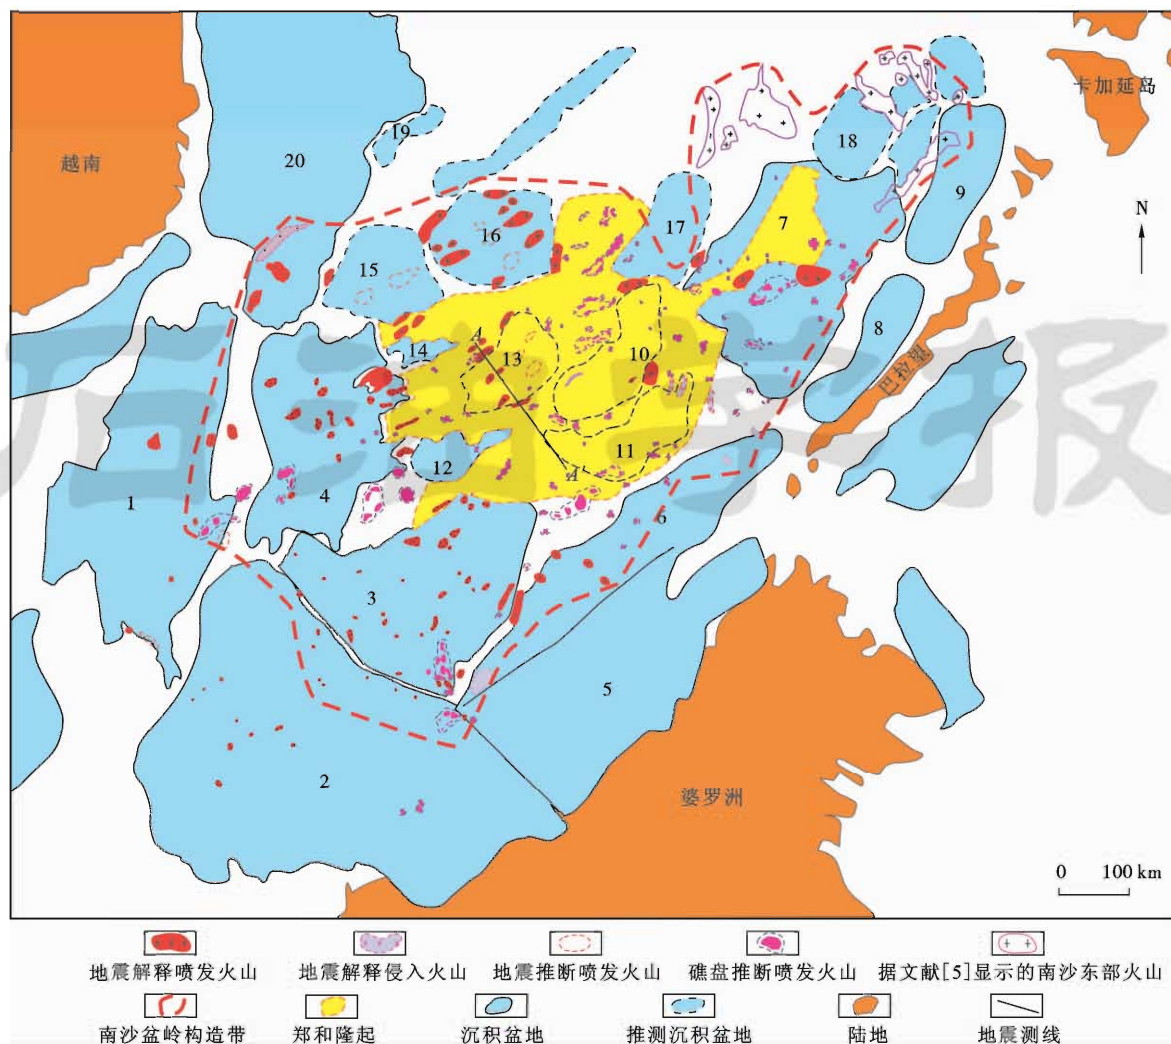 卡加延岛
越南
19
20
18
9
N
7
16
17
15
8
A
14
13
10
巴拉望
11
12
A'
1
4
6
3
5
2
婆罗洲
0 100 km
石油学报
地震解释喷发火山 地震解释侵入火山 地震推断喷发火山 礁盘推断喷发火山 据文献[5]显示的南沙东部火山
南沙盆岭构造带 郑和隆起 沉积盆地 推测沉积盆地 陆地 地震测线